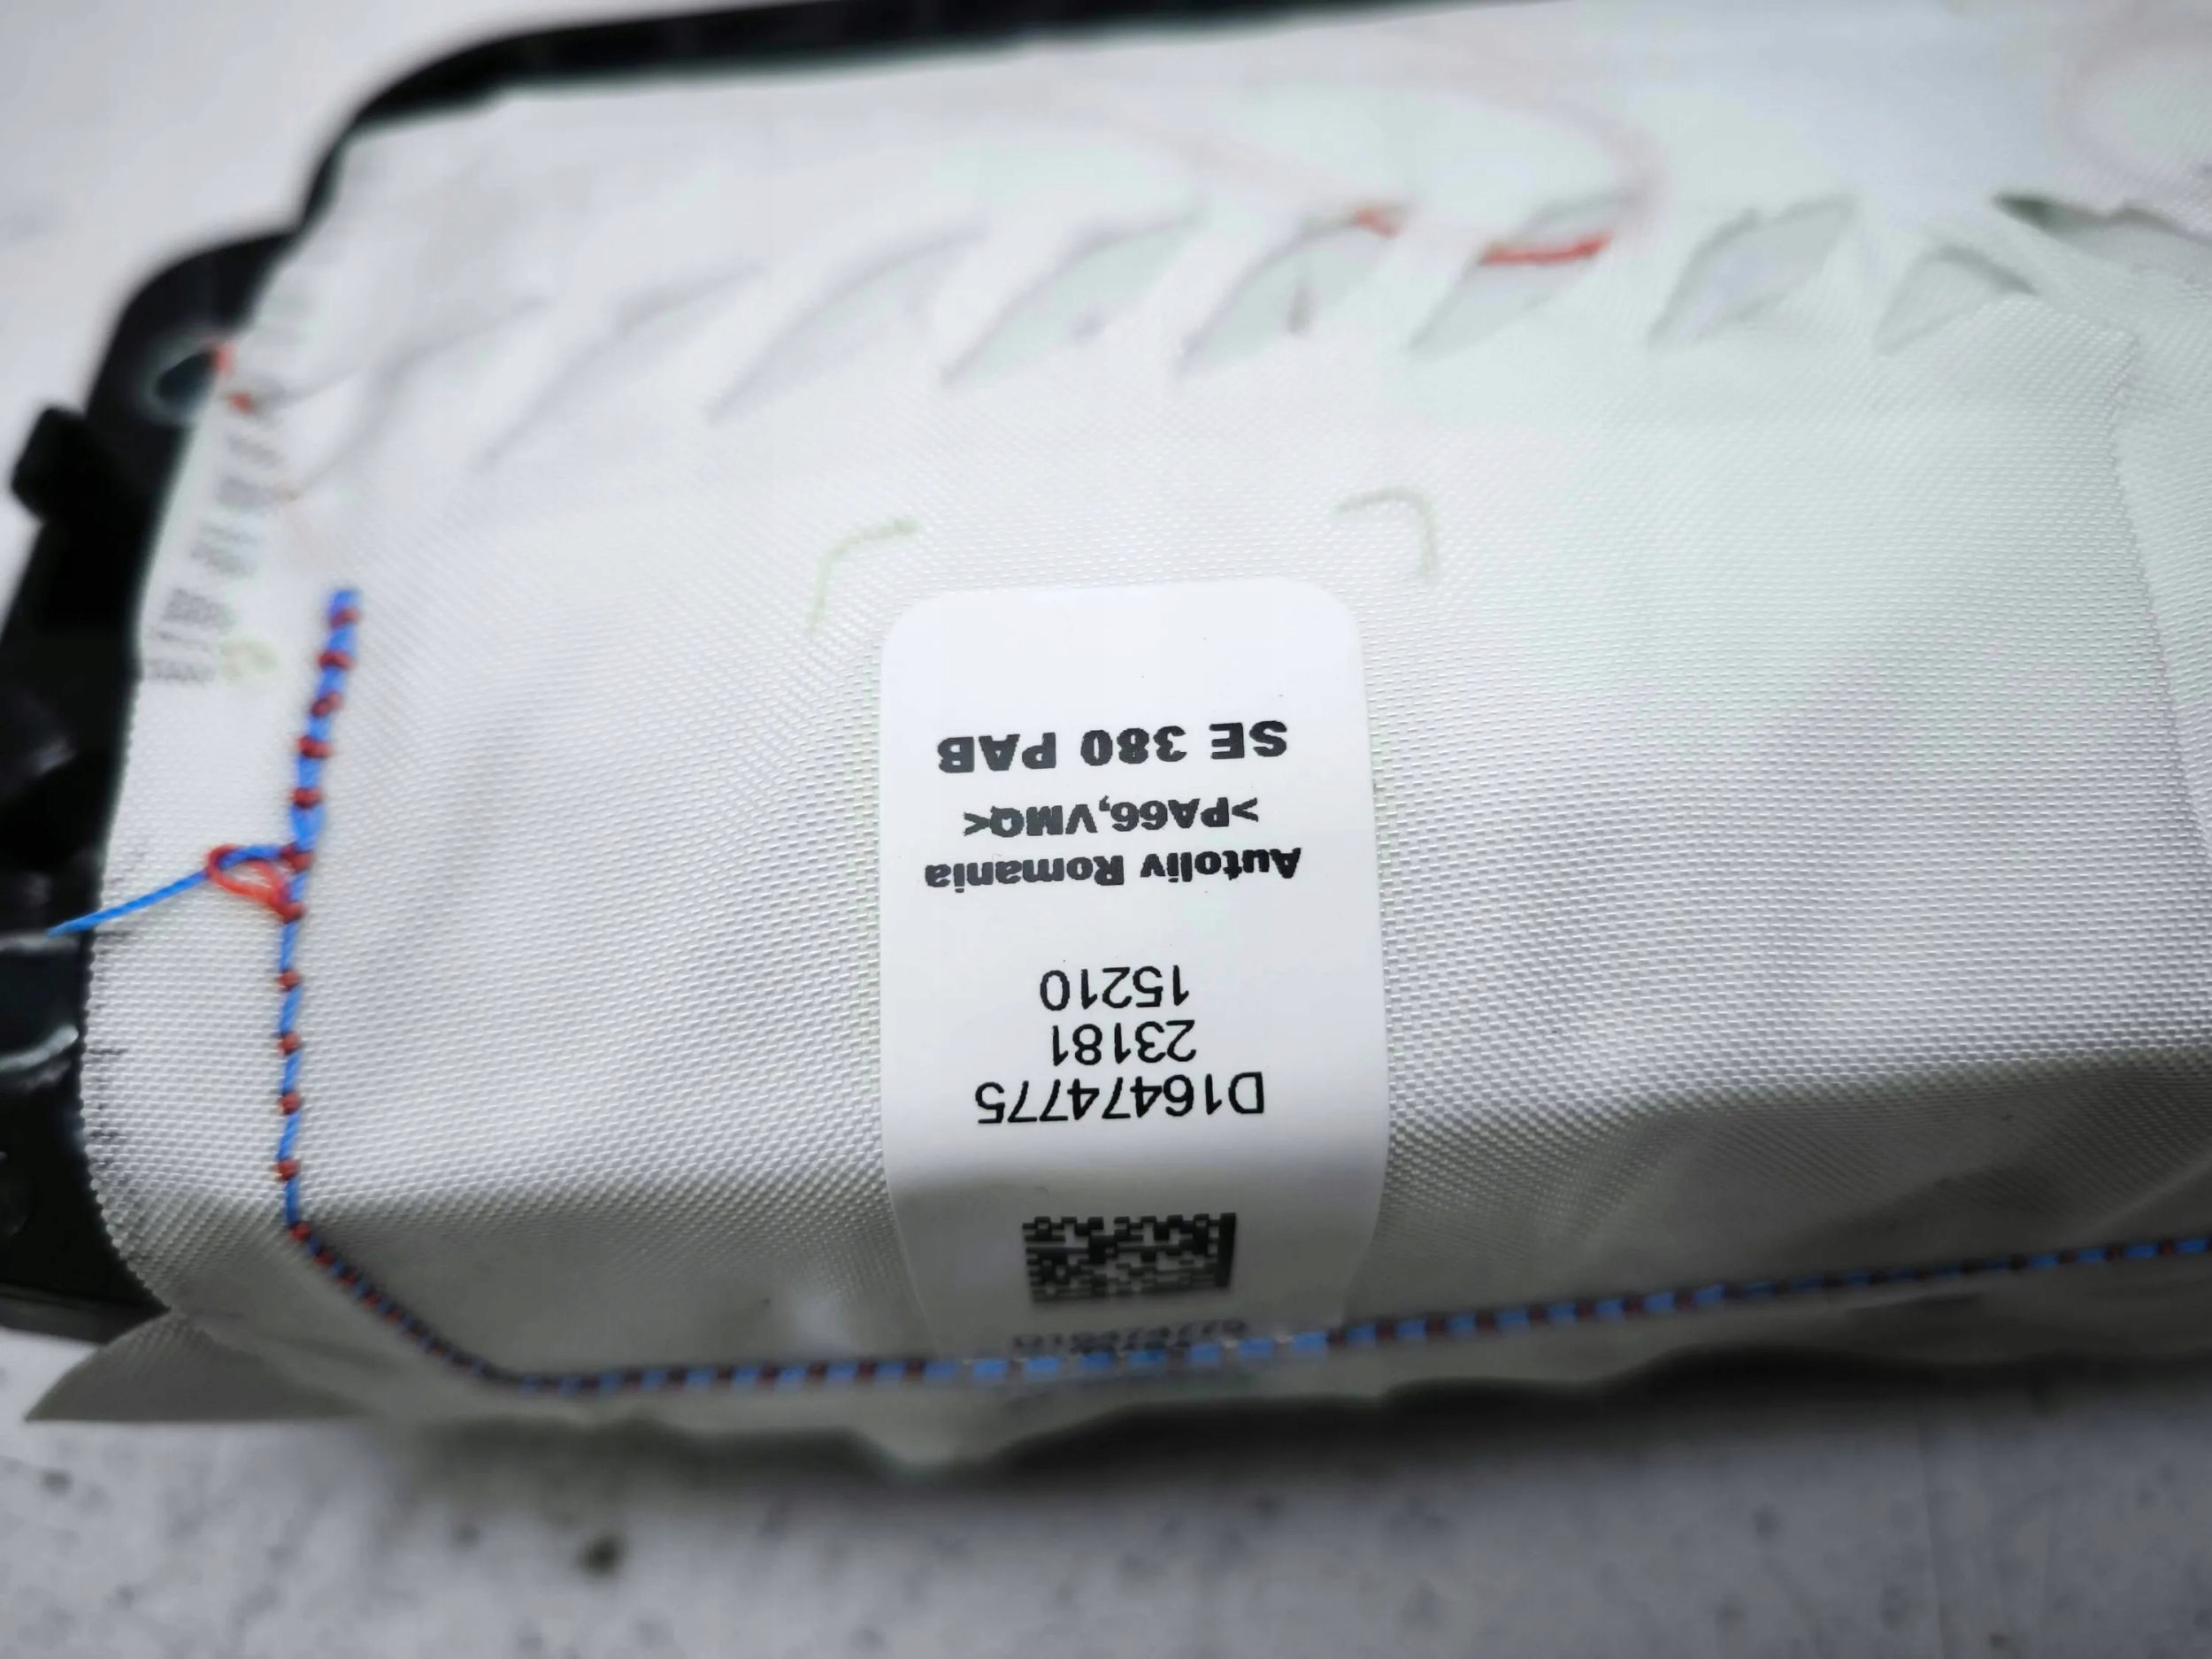 D16474775
23181
15210
Autoliv Romania
>PA66,VMQ<
SE 380 PAB